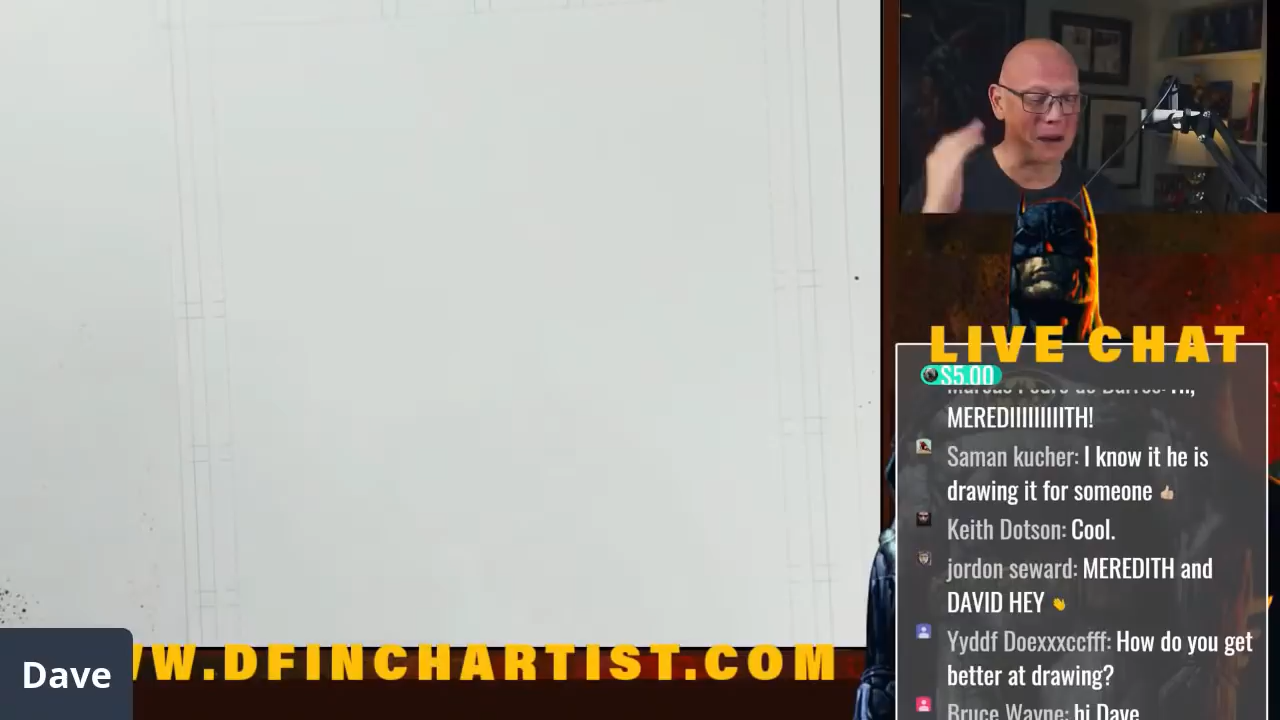 LIVE CHAT
$5.00
MEREDIIIIIIIIITH!
Saman kucher: I know it he is
drawing it for someone 👍🏼
Keith Dotson: Cool.
jordon seward: MEREDITH and
DAVID HEY 👋
Yyddf Doexxxccfff: How do you get
better at drawing?
Bruce Wayne: hi Dave
WW.DFINCHARTIST.COM
Dave